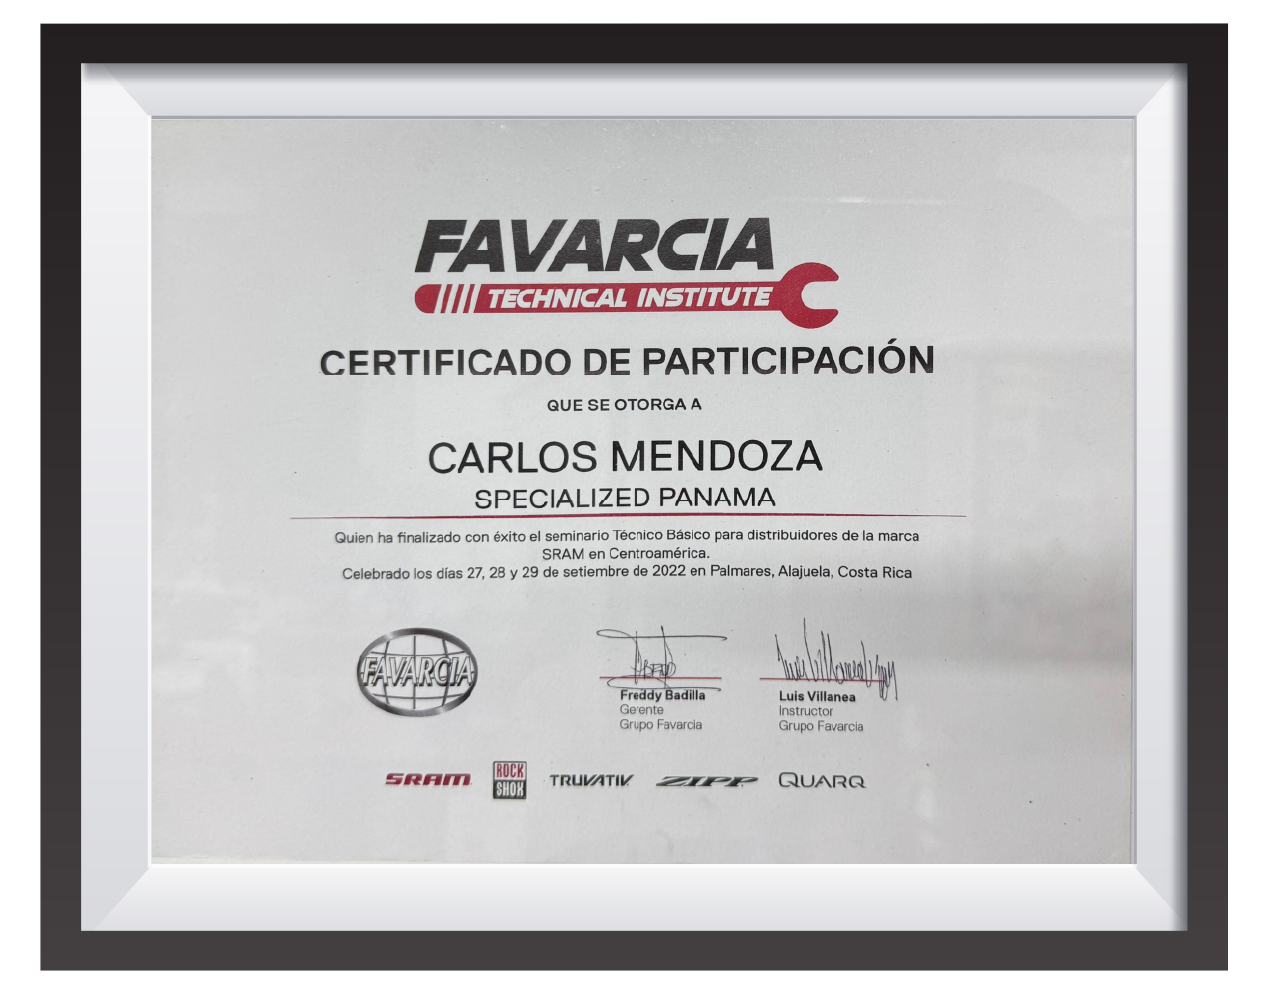 FAVARCIA
TECHNICAL INSTITUTE
CERTIFICADO DE PARTICIPACIÓN
QUE SE OTORGA A
CARLOS MENDOZA
SPECIALIZED PANAMA
Quien ha finalizado con éxito el seminario Técnico Básico para distribuidores de la marca
SRAM en Centroamérica.
Celebrado los días 27, 28 y 29 de setiembre de 2022 en Palmares, Alajuela, Costa Rica
FAVARCIA
Freddy Badilla
Gerente
Grupo Favarcia
Luis Villanea
Instructor
Grupo Favarcia
SRAM
ROCK
SHOX
TRUVATIV
ZIPP
QUARQ